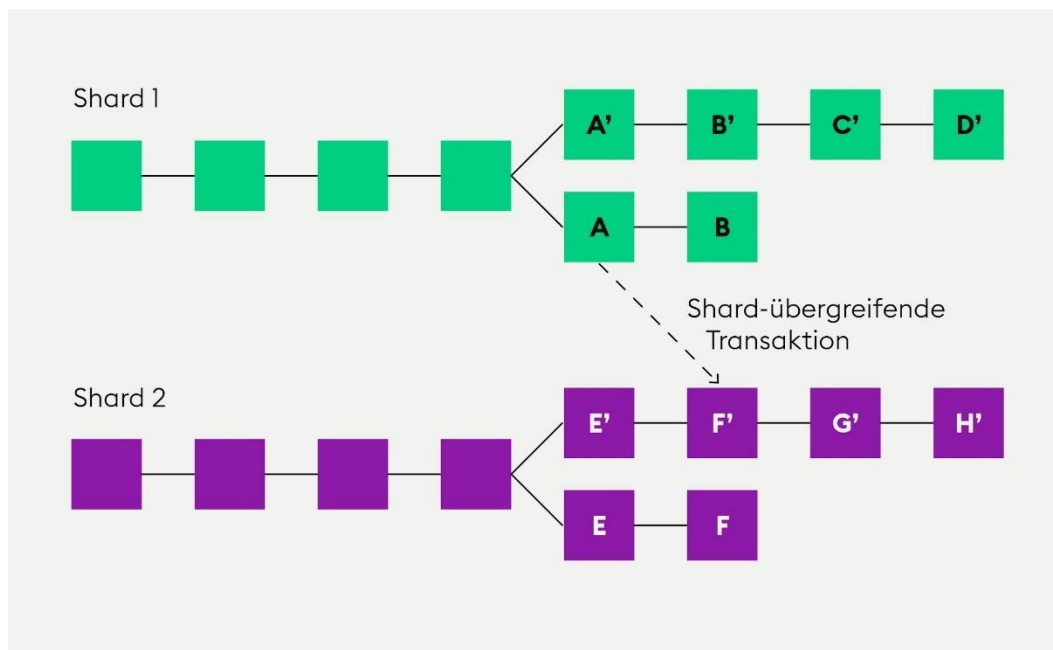 Shard 1
A’
B’
C’
D’
A
B
Shard-übergreifende
Transaktion
Shard 2
E’
F’
G’
H’
E
F